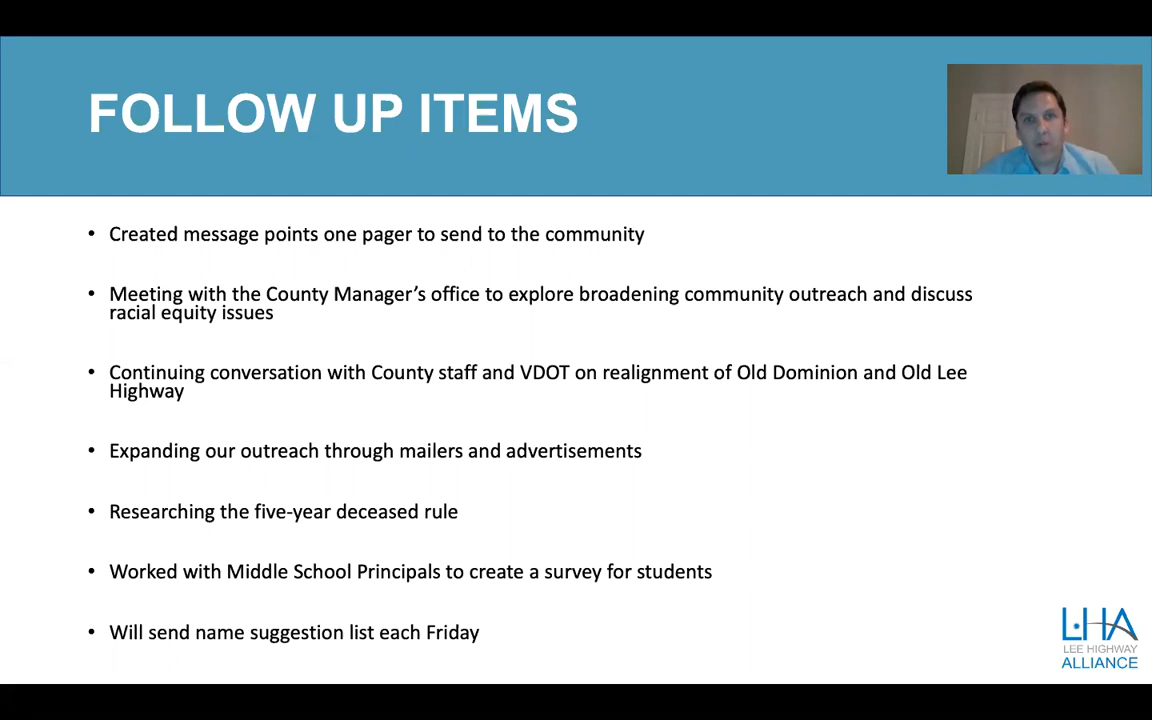 FOLLOW UP ITEMS
• Created message points one pager to send to the community
• Meeting with the County Manager’s office to explore broadening community outreach and discuss
racial equity issues
• Continuing conversation with County staff and VDOT on realignment of Old Dominion and Old Lee
Highway
• Expanding our outreach through mailers and advertisements
• Researching the five-year deceased rule
• Worked with Middle School Principals to create a survey for students
• Will send name suggestion list each Friday
LHA
LEE HIGHWAY
ALLIANCE